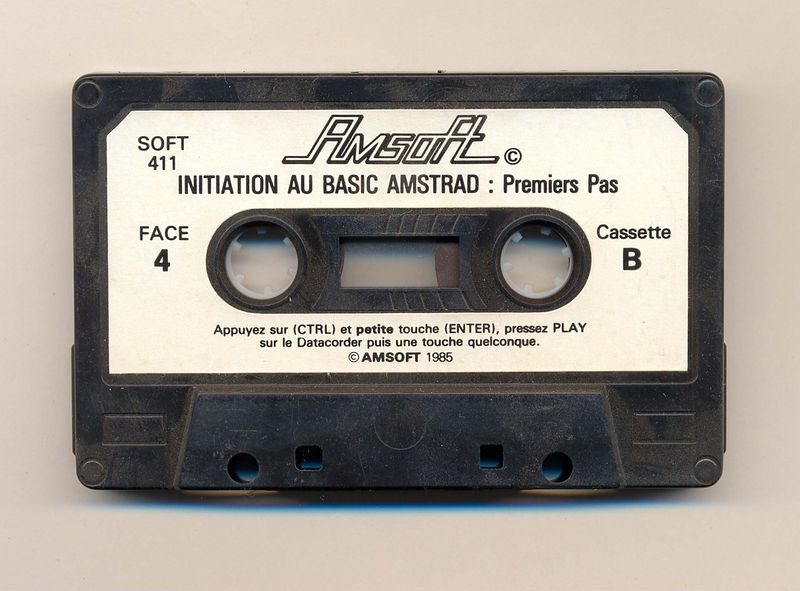 Amsoft ©
SOFT
411
INITIATION AU BASIC AMSTRAD : Premiers Pas
FACE
4
Cassette
B
Appuyez sur (CTRL) et petite touche (ENTER), pressez PLAY
sur le Datacorder puis une touche quelconque.
© AMSOFT 1985